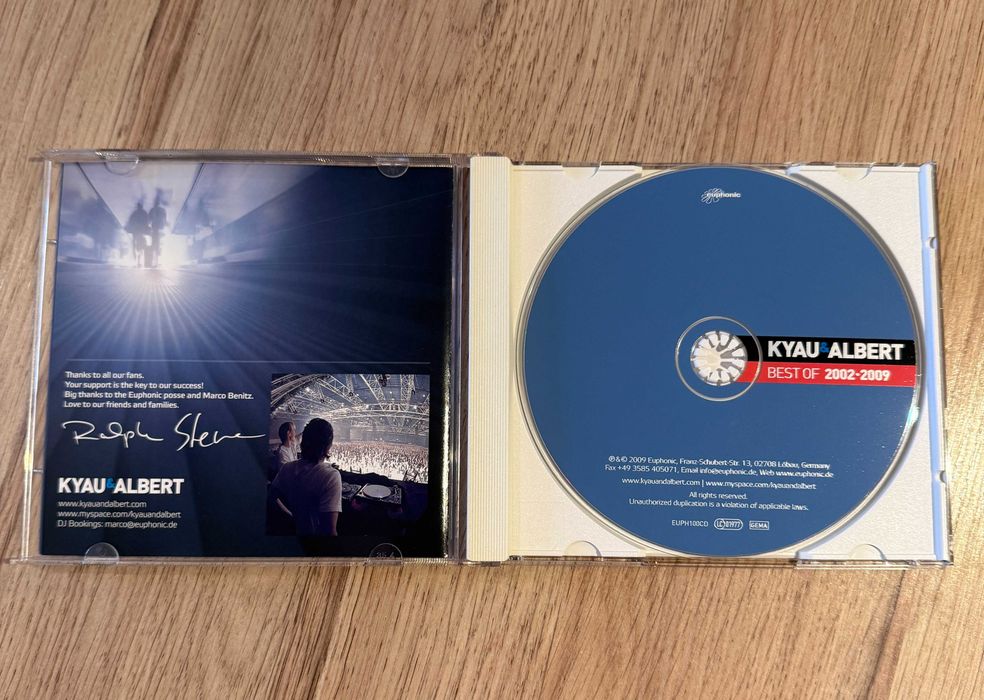 Thanks to all our fans.
Your support is the key to our success!
Big thanks to the Euphonic posse and Marco Benitz.
Love to our friends and families.
Ralph Steve
KYAU&ALBERT
www.kyauandalbert.com
www.myspace.com/kyauandalbert
DJ Bookings: marco@euphonic.de
35 4
euphonic
KYAU&ALBERT
BEST OF 2002-2009
℗ & © 2009 Euphonic, Franz-Schubert-Str. 13, 02708 Löbau, Germany
Fax +49 3585 405071, Email info@euphonic.de, Web www.euphonic.de
www.kyauandalbert.com | www.myspace.com/kyauandalbert
All rights reserved.
Unauthorized duplication is a violation of applicable laws.
EUPH100CD LC 01977 GEMA